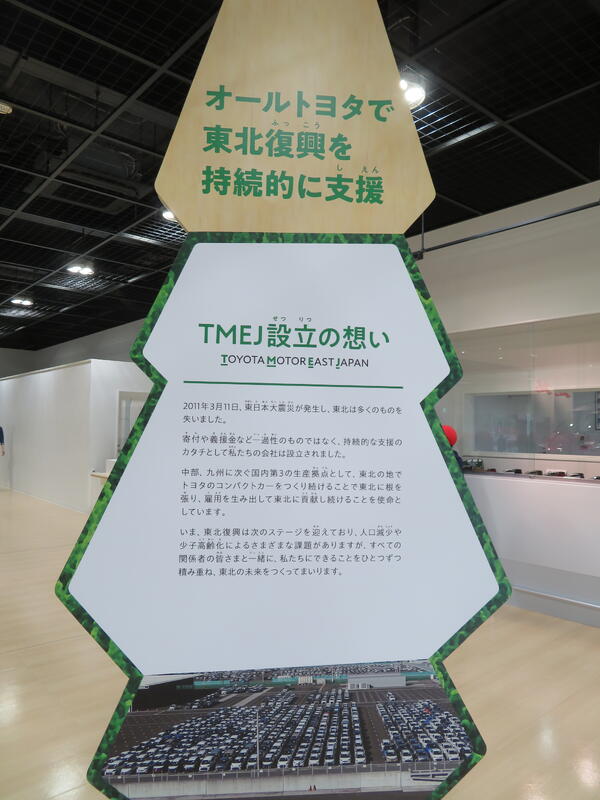 オールトヨタで
東北復興を
持続的に支援
TMEJ設立の想い
TOYOTA MOTOR EAST JAPAN
2011年3月11日、東日本大震災が発生し、東北は多くのものを
失いました。
寄付や義援金など一過性のものではなく、持続的な支援の
カタチとして私たちの会社は設立されました。
中部、九州に次ぐ国内第3の生産拠点として、東北の地で
トヨタのコンパクトカーをつくり続けることで東北に根を
張り、雇用を生み出して東北に貢献し続けることを使命と
しています。
いま、東北復興は次のステージを迎えており、人口減少や
少子高齢化によるさまざまな課題がありますが、すべての
関係者の皆さまと一緒に、私たちにできることをひとつずつ
積み重ね、東北の未来をつくってまいります。